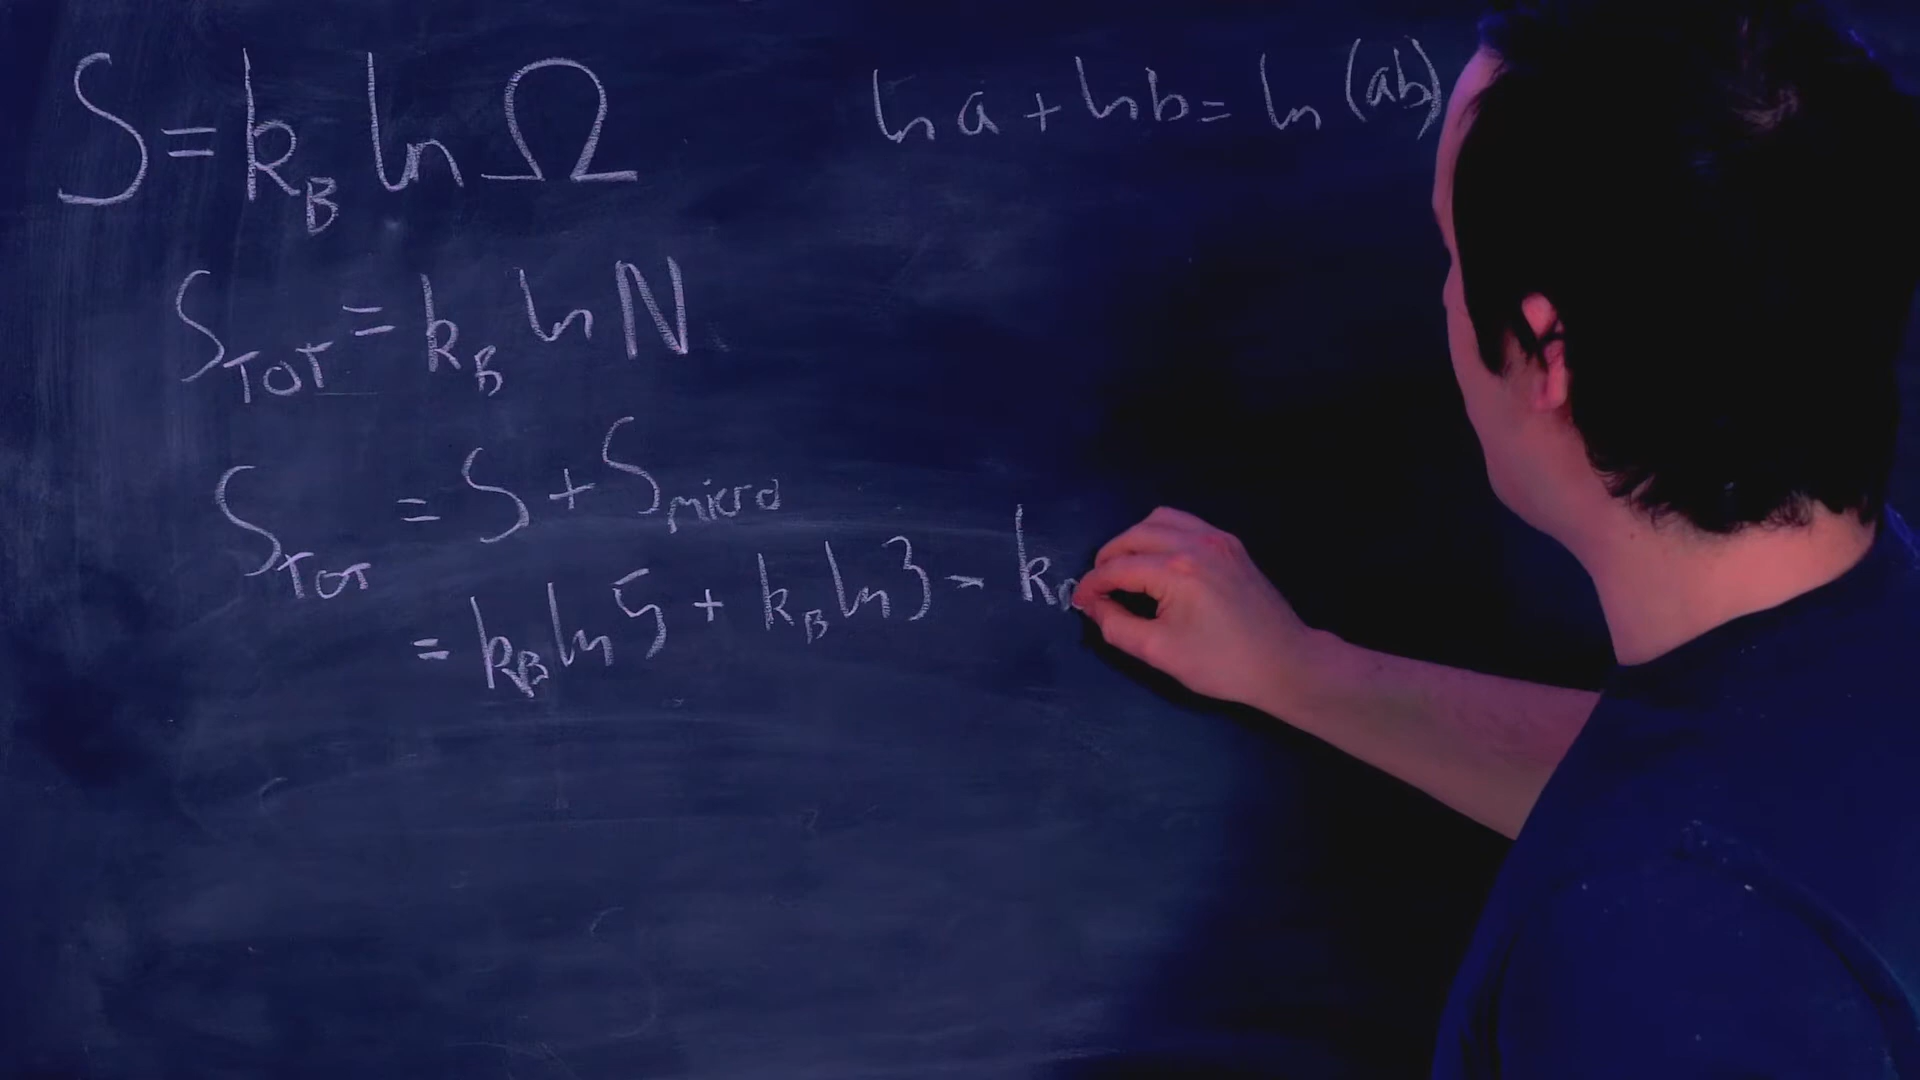 S = k_B ln Ω
ln a + ln b = ln (ab)
S_TOT = k_B ln N
S_TOT = S + S_micro
= k_B ln 5 + k_B ln 3 = k